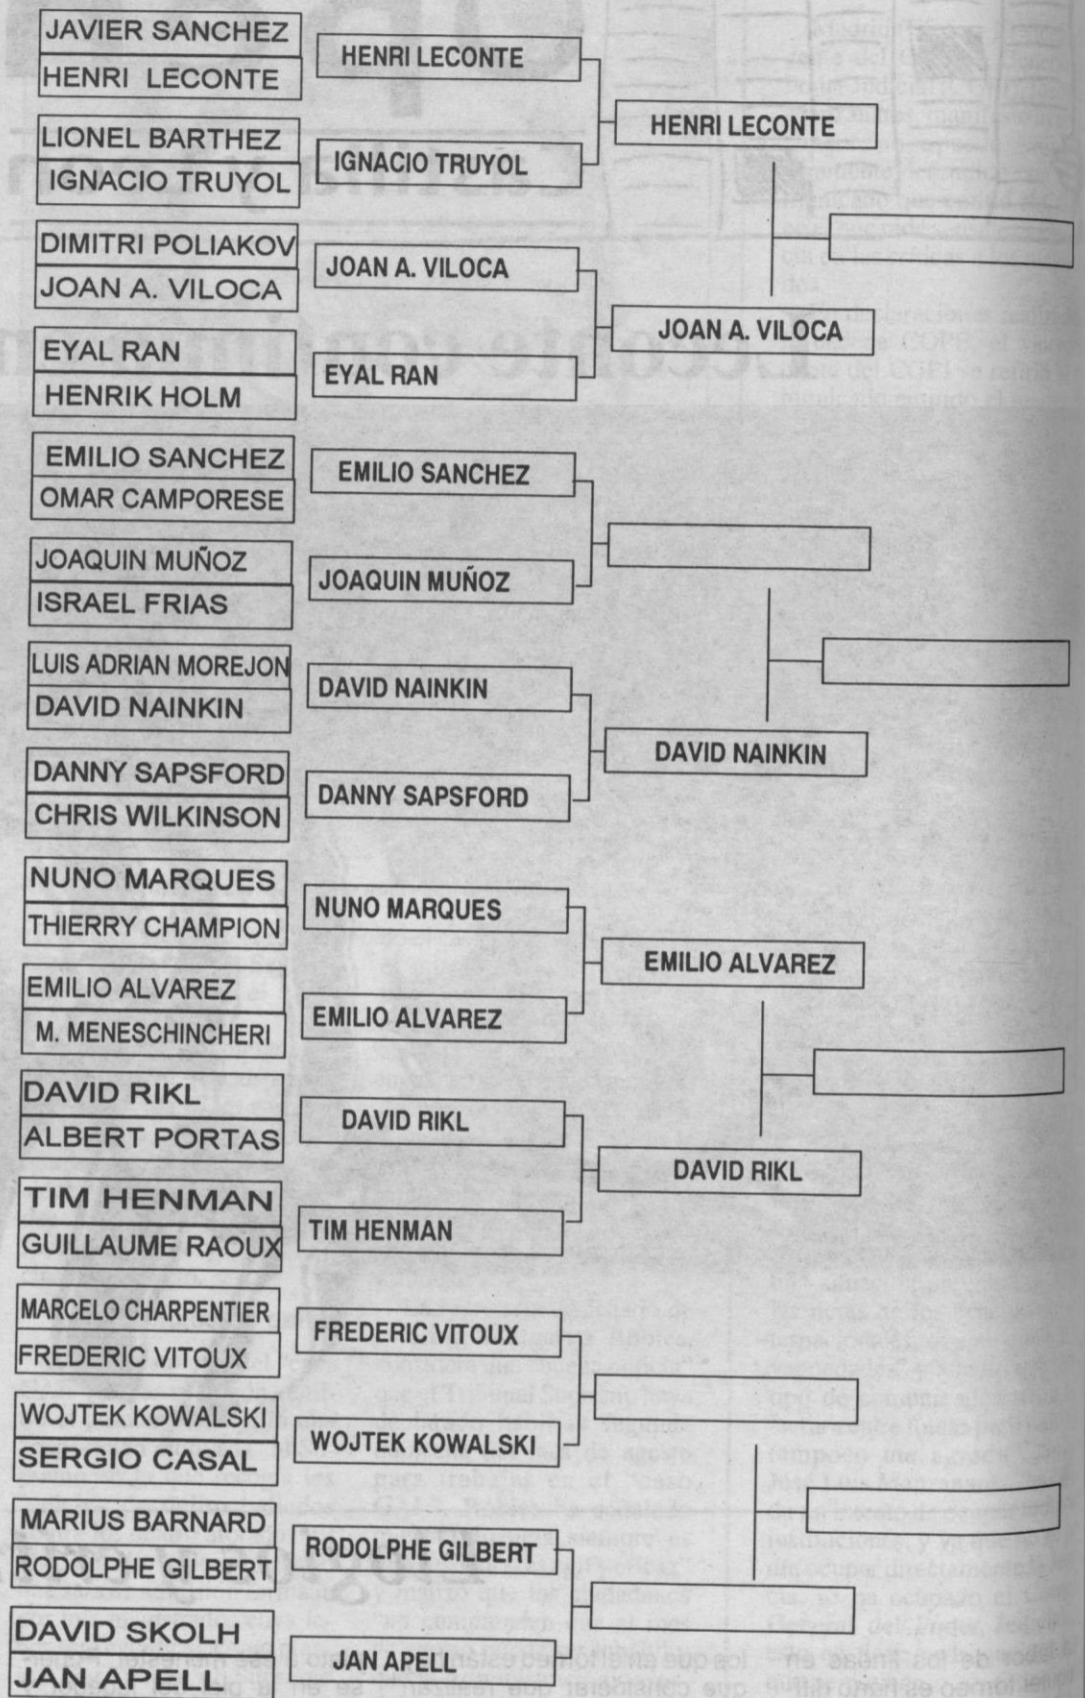 JAVIER SANCHEZ
HENRI LECONTE
LIONEL BARTHEZ
IGNACIO TRUYOL
DIMITRI POLIAKOV
JOAN A. VILOCA
EYAL RAN
HENRIK HOLM
EMILIO SANCHEZ
OMAR CAMPORESE
JOAQUIN MUÑOZ
ISRAEL FRIAS
LUIS ADRIAN MOREJON
DAVID NAINKIN
DANNY SAPSFORD
CHRIS WILKINSON
NUNO MARQUES
THIERRY CHAMPION
EMILIO ALVAREZ
M. MENESCHINCHERI
DAVID RIKL
ALBERT PORTAS
TIM HENMAN
GUILLAUME RAOUX
MARCELO CHARPENTIER
FREDERIC VITOUX
WOJTEK KOWALSKI
SERGIO CASAL
MARIUS BARNARD
RODOLPHE GILBERT
DAVID SKOLH
JAN APELL
HENRI LECONTE
IGNACIO TRUYOL
JOAN A. VILOCA
EYAL RAN
EMILIO SANCHEZ
JOAQUIN MUÑOZ
DAVID NAINKIN
DANNY SAPSFORD
NUNO MARQUES
EMILIO ALVAREZ
DAVID RIKL
TIM HENMAN
FREDERIC VITOUX
WOJTEK KOWALSKI
RODOLPHE GILBERT
JAN APELL
HENRI LECONTE
JOAN A. VILOCA
DAVID NAINKIN
EMILIO ALVAREZ
DAVID RIKL